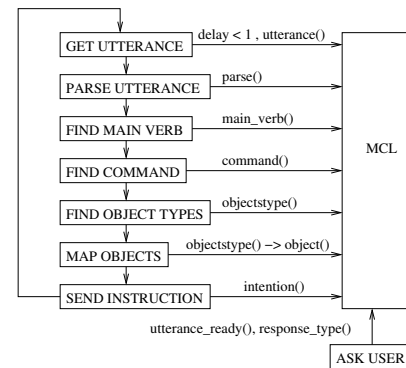 GET UTTERANCE
delay < 1 , utterance()
PARSE UTTERANCE
parse()
FIND MAIN VERB
main_verb()
MCL
FIND COMMAND
command()
FIND OBJECT TYPES
objectstype()
MAP OBJECTS
objectstype() −> object()
SEND INSTRUCTION
intention()
utterance_ready(), response_type()
ASK USER